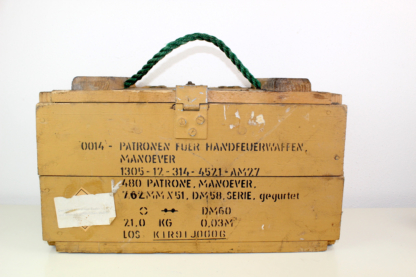 0014 - PATRONEN FUER HANDFEUERWAFFEN,
MANOEVER
1305-12-314-4521-AM27
480 PATRONE, MANOEVER,
7.62MM X 51, DM58, SERIE, gegurtet
DM60
21.0 KG 0,03M
LOS